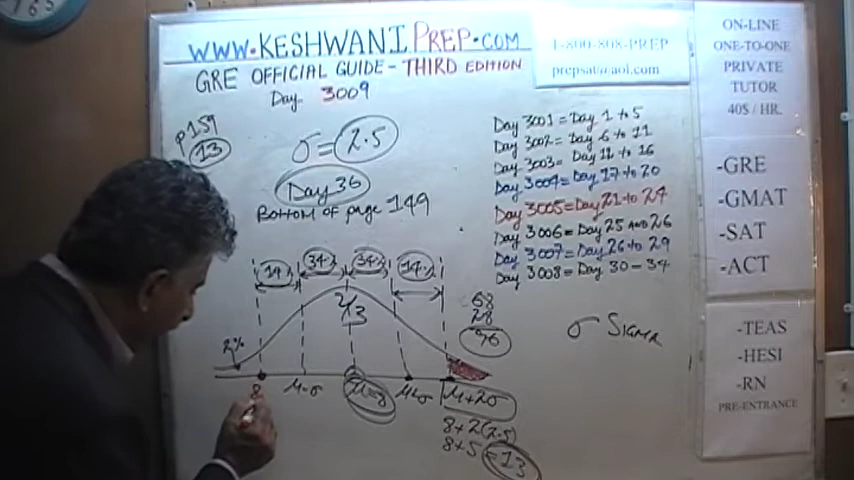 WWW.KESHWANIPREP.COM
GRE OFFICIAL GUIDE - THIRD EDITION
Day 3009
1-800-808-PREP
prepsat@aol.com
p159
13
σ = 2.5
Day 36
BOTTOM OF page 149
Day 3001 = Day 1 to 5
Day 3002 = Day 6 to 11
Day 3003 = Day 12 to 16
Day 3004 = Day 17 to 20
Day 3005 = Day 21 to 24
Day 3006 = Day 25 AND 26
Day 3007 = Day 26 to 29
Day 3008 = Day 30 - 34
14% 34% 34% 14%
2/3
68
28
96
σ SIGMA
2%
8 μ-σ μ=8 μ+σ μ+2σ
8+2(2.5)
8+5 = 13
ON-LINE
ONE-TO-ONE
PRIVATE
TUTOR
40$ / HR.
-GRE
-GMAT
-SAT
-ACT
-TEAS
-HESI
-RN
PRE-ENTRANCE